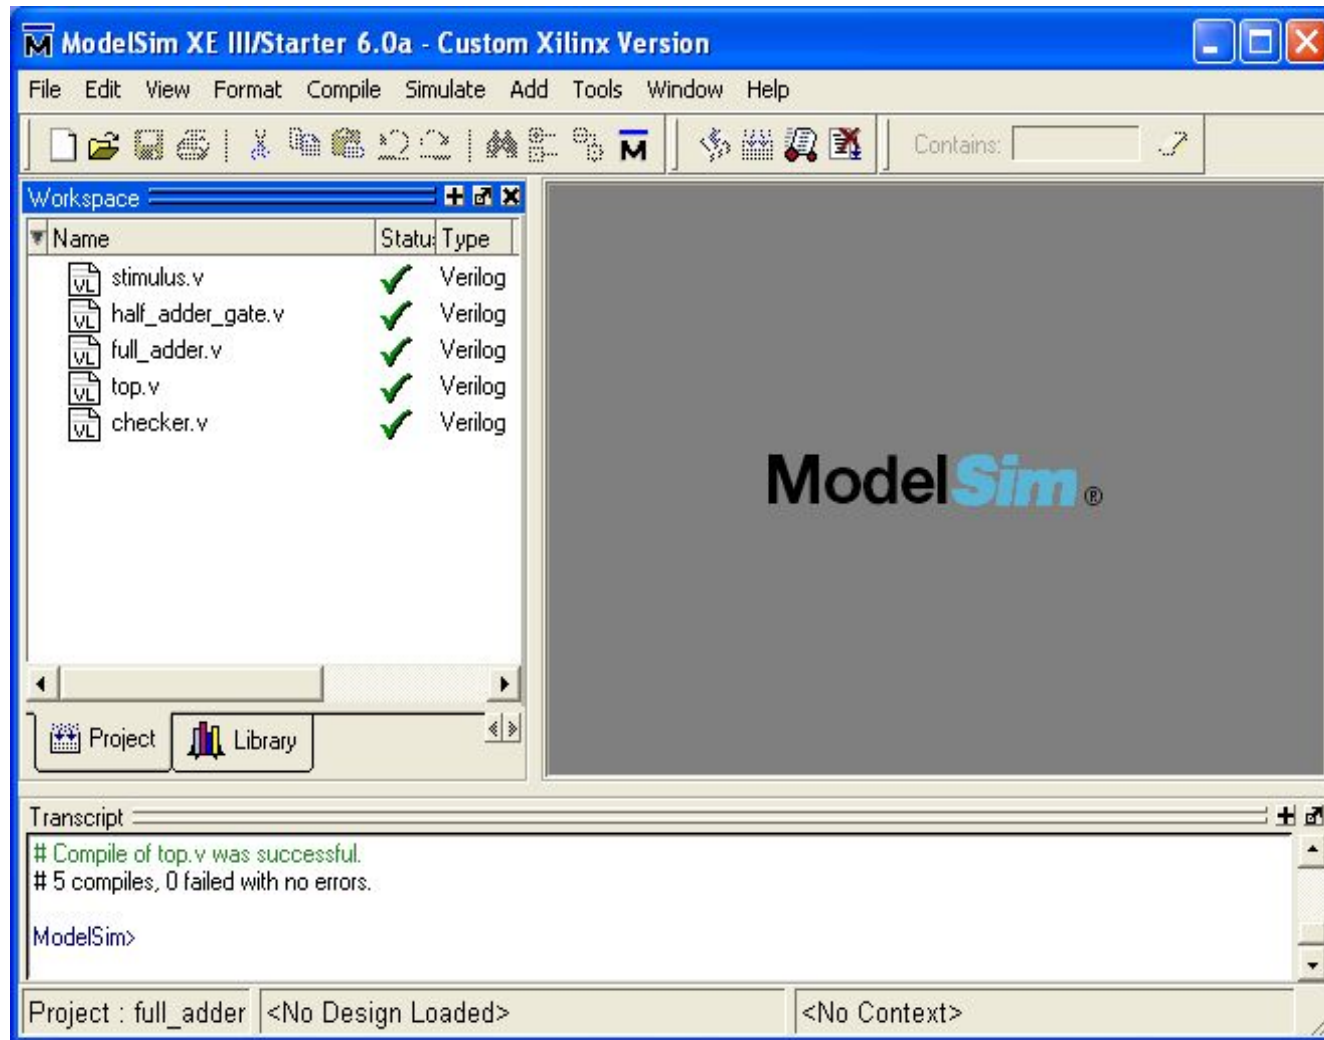 ModelSim XE III/Starter 6.0a - Custom Xilinx Version
File Edit View Format Compile Simulate Add Tools Window Help
Contains:
Workspace
Name Statu: Type
stimulus.v Verilog
half_adder_gate.v Verilog
full_adder.v Verilog
top.v Verilog
checker.v Verilog
ModelSim®
Project Library
Transcript
# Compile of top.v was successful.
# 5 compiles, 0 failed with no errors.
ModelSim>
Project : full_adder <No Design Loaded> <No Context>